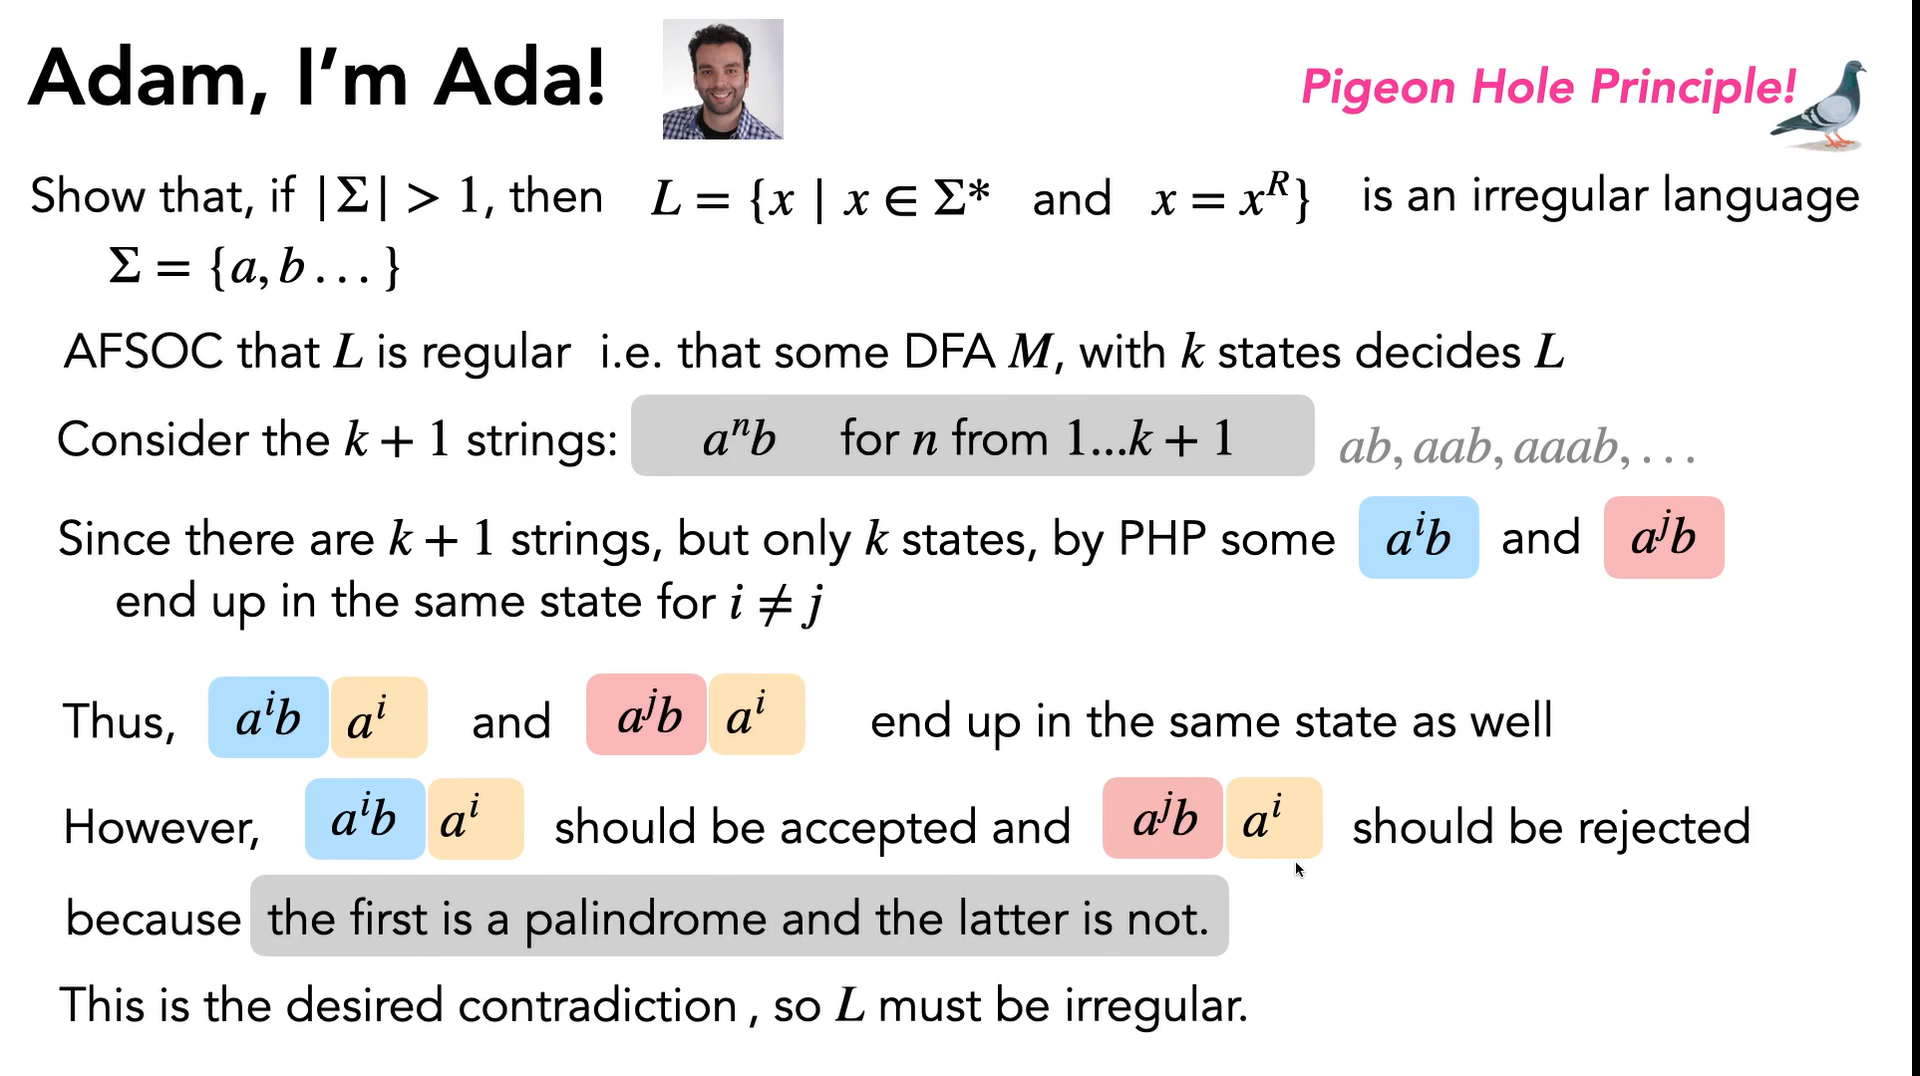 Adam, I'm Ada!
Pigeon Hole Principle!
Show that, if |Σ| > 1, then L = {x | x ∈ Σ* and x = x^R} is an irregular language
Σ = {a, b . . . }
AFSOC that L is regular i.e. that some DFA M, with k states decides L
Consider the k + 1 strings: a^n b for n from 1...k + 1 ab, aab, aaab, . . .
Since there are k + 1 strings, but only k states, by PHP some a^i b and a^j b
end up in the same state for i ≠ j
Thus, a^i b a^i and a^j b a^i end up in the same state as well
However, a^i b a^i should be accepted and a^j b a^i should be rejected
because the first is a palindrome and the latter is not.
This is the desired contradiction , so L must be irregular.